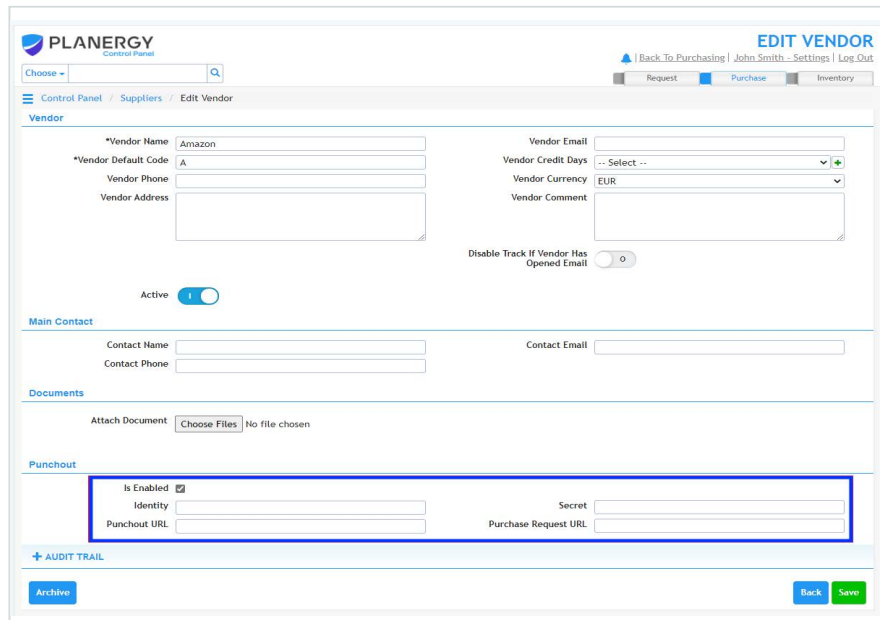 PLANERGY
Control Panel
EDIT VENDOR
Back To Purchasing | John Smith - Settings | Log Out
Choose
Request Purchase Inventory
Control Panel / Suppliers / Edit Vendor
Vendor
*Vendor Name Amazon Vendor Email
*Vendor Default Code A Vendor Credit Days -- Select --
Vendor Phone Vendor Currency EUR
Vendor Address Vendor Comment
Disable Track If Vendor Has
Opened Email O
Active I
Main Contact
Contact Name Contact Email
Contact Phone
Documents
Attach Document Choose Files No file chosen
Punchout
Is Enabled
Identity Secret
Punchout URL Purchase Request URL
+ AUDIT TRAIL
Archive Back Save